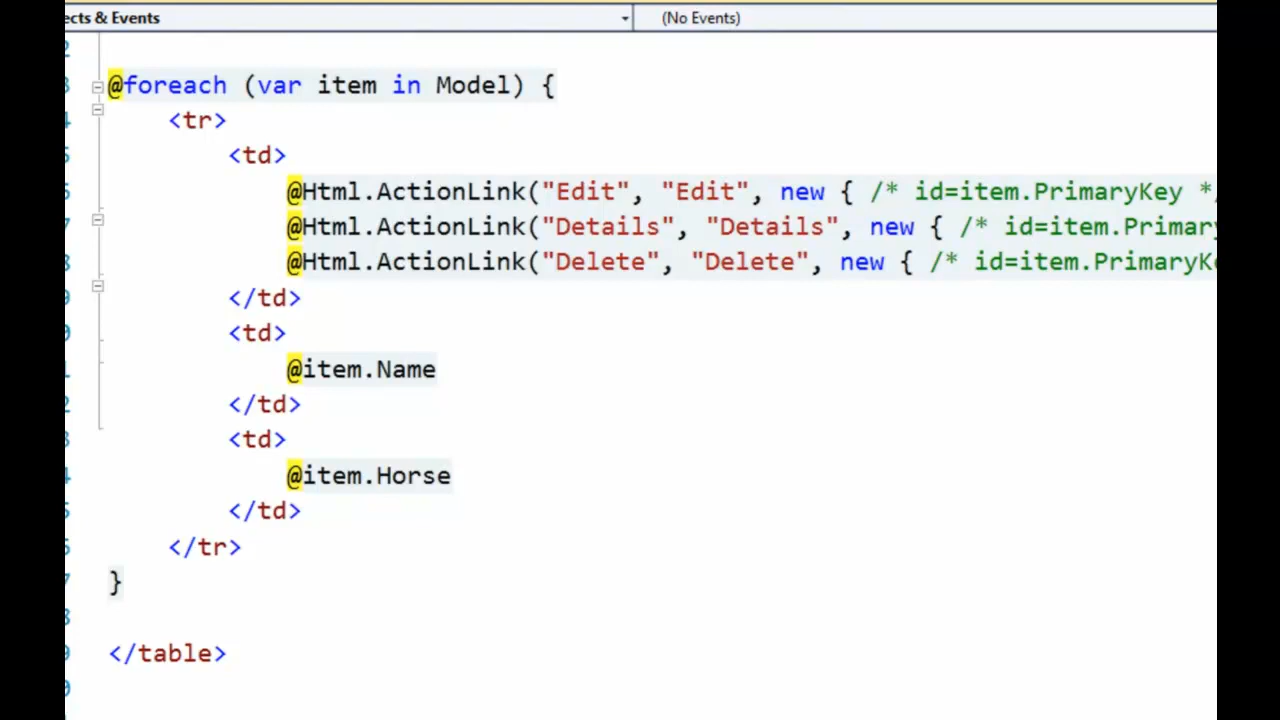 ects & Events (No Events)
@foreach (var item in Model) {
<tr>
<td>
@Html.ActionLink("Edit", "Edit", new { /* id=item.PrimaryKey *
@Html.ActionLink("Details", "Details", new { /* id=item.Primary
@Html.ActionLink("Delete", "Delete", new { /* id=item.PrimaryK
</td>
<td>
@item.Name
</td>
<td>
@item.Horse
</td>
</tr>
}
</table>